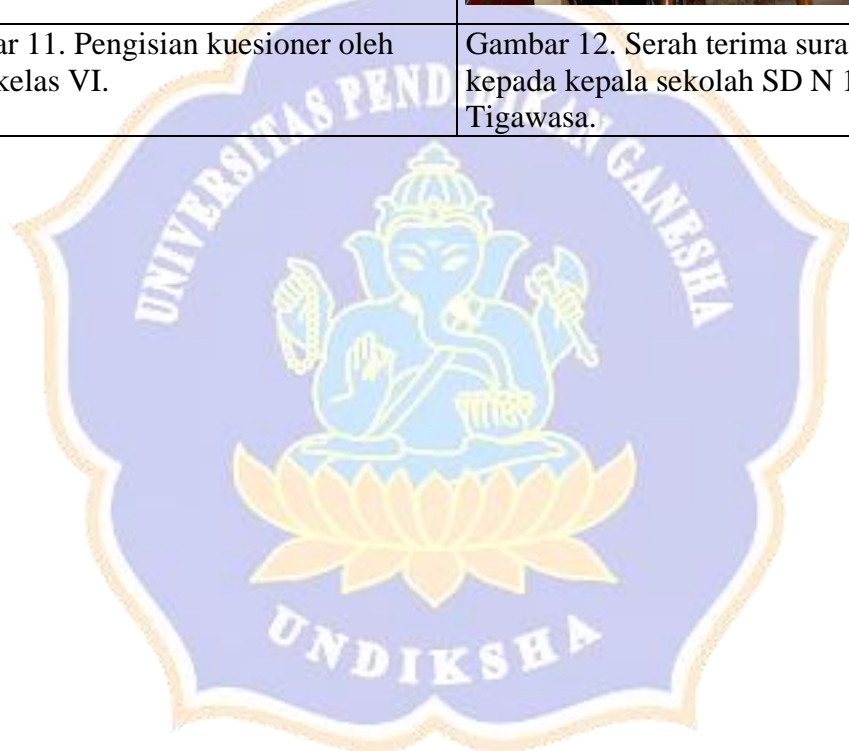 ar 11. Pengisian kuesioner oleh
kelas VI.
Gambar 12. Serah terima sura
kepada kepala sekolah SD N 1
Tigawasa.
UNIVERSITAS PENDIDIKAN GANESHA
UNDIKSHA